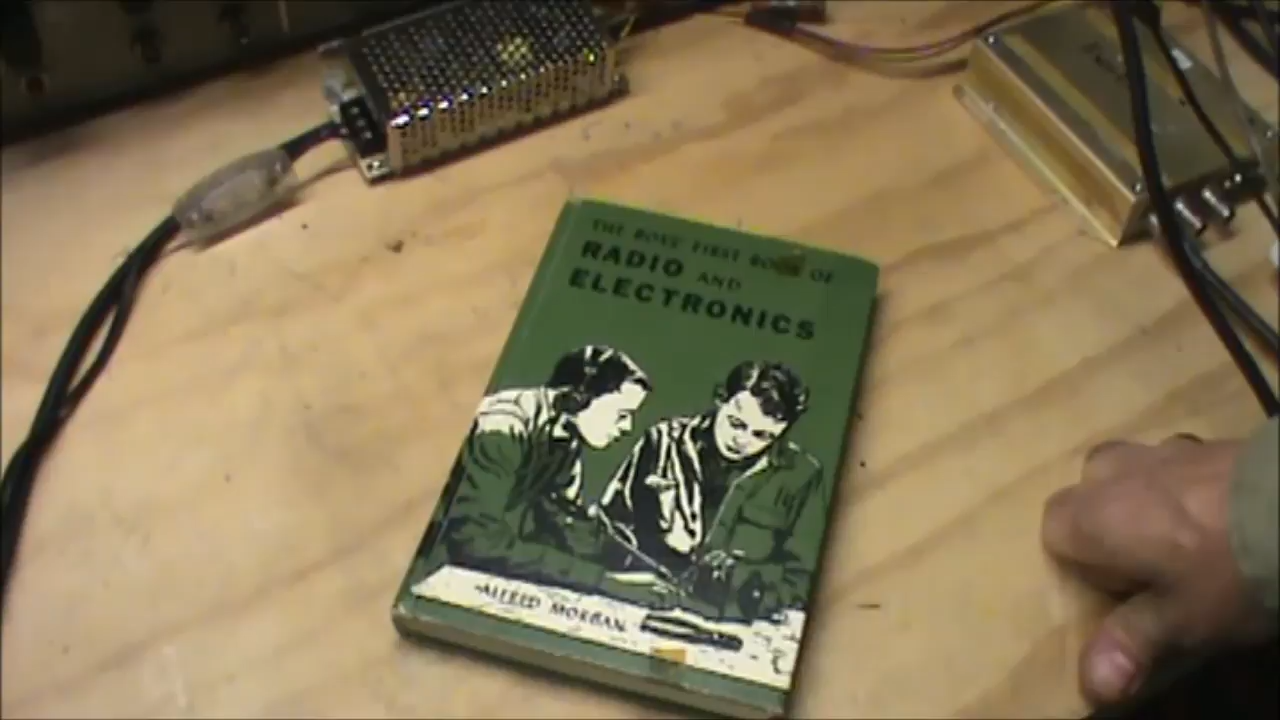 THE BOYS' FIRST BOOK OF
RADIO AND
ELECTRONICS
ALFRED MORGAN